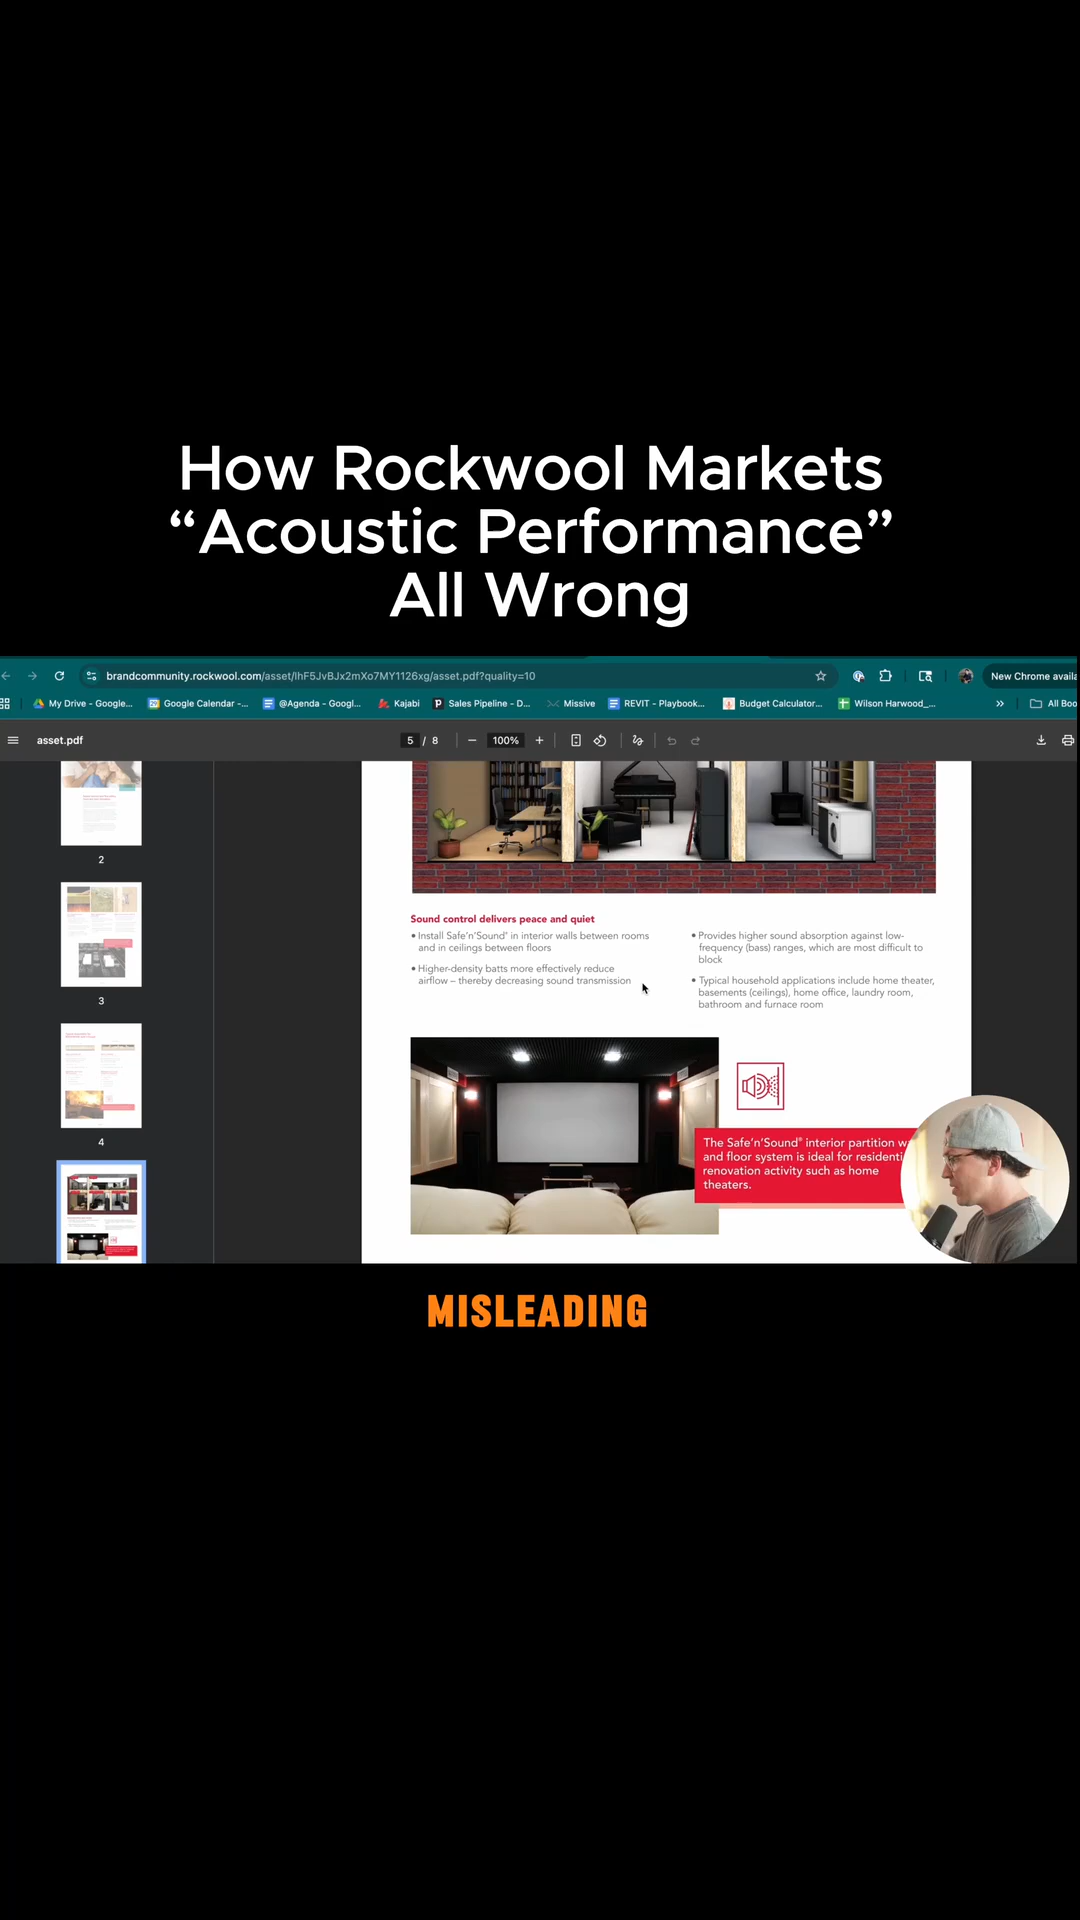 How Rockwool Markets
“Acoustic Performance”
All Wrong
brandcommunity.rockwool.com/asset/lhF5JvBJx2mXo7MY1126xg/asset.pdf?quality=10
New Chrome availa
My Drive - Google...
Google Calendar -...
@Agenda - Googl...
Kajabi
Sales Pipeline - D...
Missive
REVIT - Playbook...
Budget Calculator...
Wilson Harwood_...
»
All Boo
asset.pdf
5 / 8
100%
2
3
4
Sound control delivers peace and quiet
• Install Safe'n'Sound® in interior walls between rooms
and in ceilings between floors
• Higher-density batts more effectively reduce
airflow – thereby decreasing sound transmission
• Provides higher sound absorption against low-
frequency (bass) ranges, which are most difficult to
block
• Typical household applications include home theater,
basements (ceilings), home office, laundry room,
bathroom and furnace room
The Safe'n'Sound® interior partition w
and floor system is ideal for residenti
renovation activity such as home
theaters.
MISLEADING